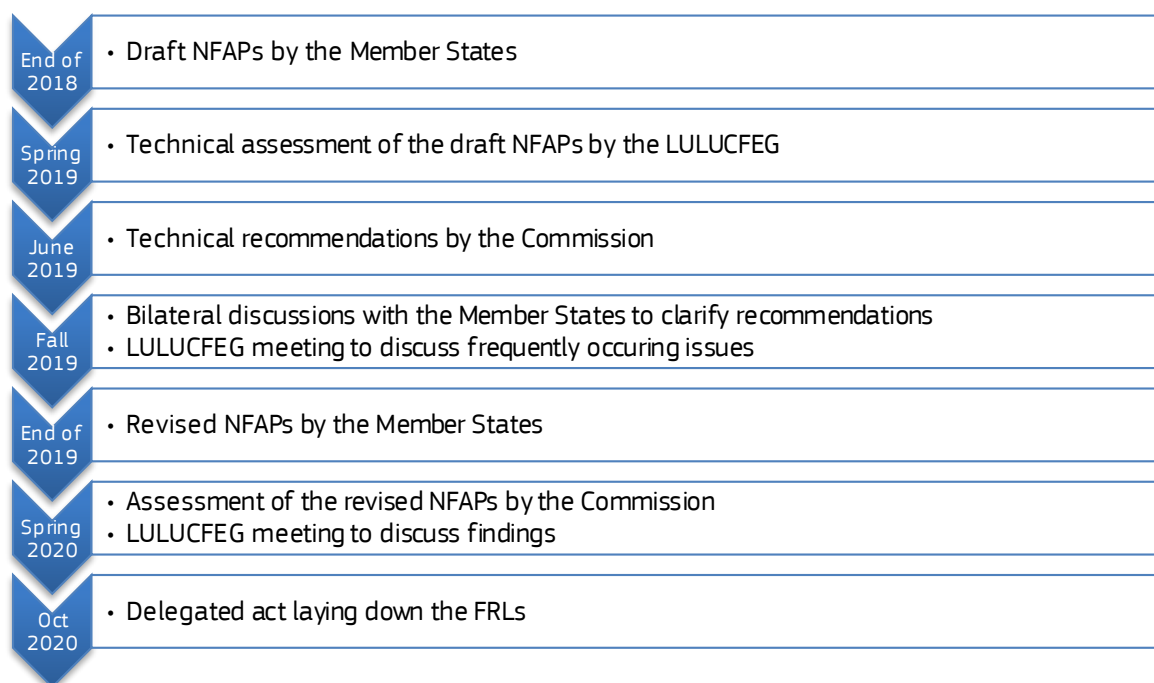 End of
2018
• Draft NFAPs by the Member States
Spring
2019
• Technical assessment of the draft NFAPs by the LULUCFEG
June
2019
• Technical recommendations by the Commission
Fall
2019
• Bilateral discussions with the Member States to clarify recommendations
• LULUCFEG meeting to discuss frequently occuring issues
End of
2019
• Revised NFAPs by the Member States
Spring
2020
• Assessment of the revised NFAPs by the Commission
• LULUCFEG meeting to discuss findings
Oct
2020
• Delegated act laying down the FRLs